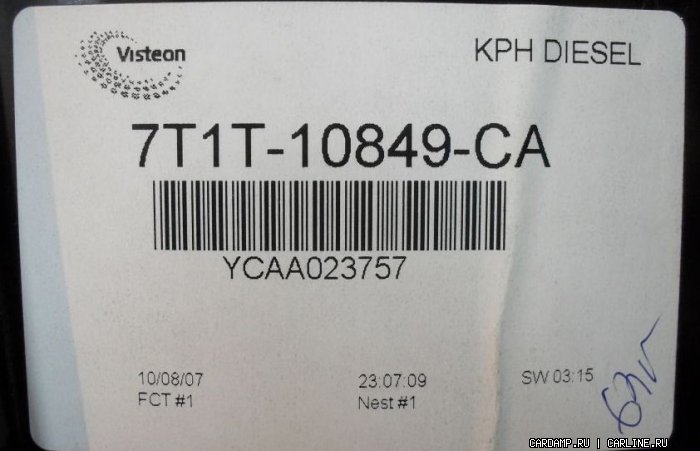 Visteon
KPH DIESEL
7T1T-10849-CA
YCAA023757
10/08/07 23:07:09 SW 03:15
FCT #1 Nest #1
CARDAMP.RU | CARLINE.RU